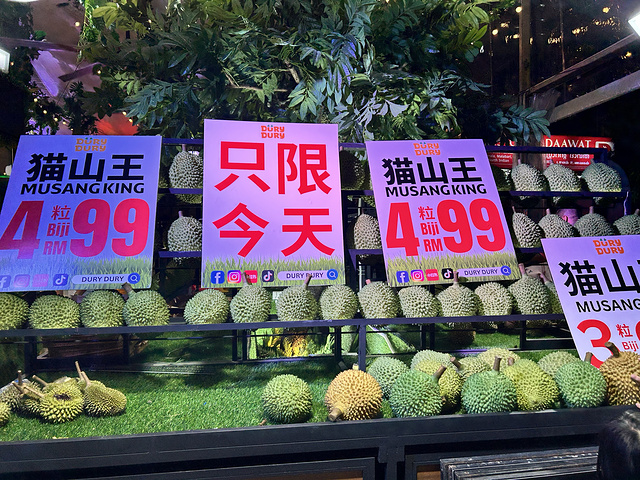 DURY
DURY
猫山王
MUSANG KING
4粒
Biji
RM
99
DURY DURY
DURY
DURY
只限
今天
DURY DURY
DURY
DURY
猫山王
MUSANG KING
4粒
Biji
RM
99
DURY DURY
DAAWAT
DURY
DURY
猫山
MUSANG
3粒
Biji